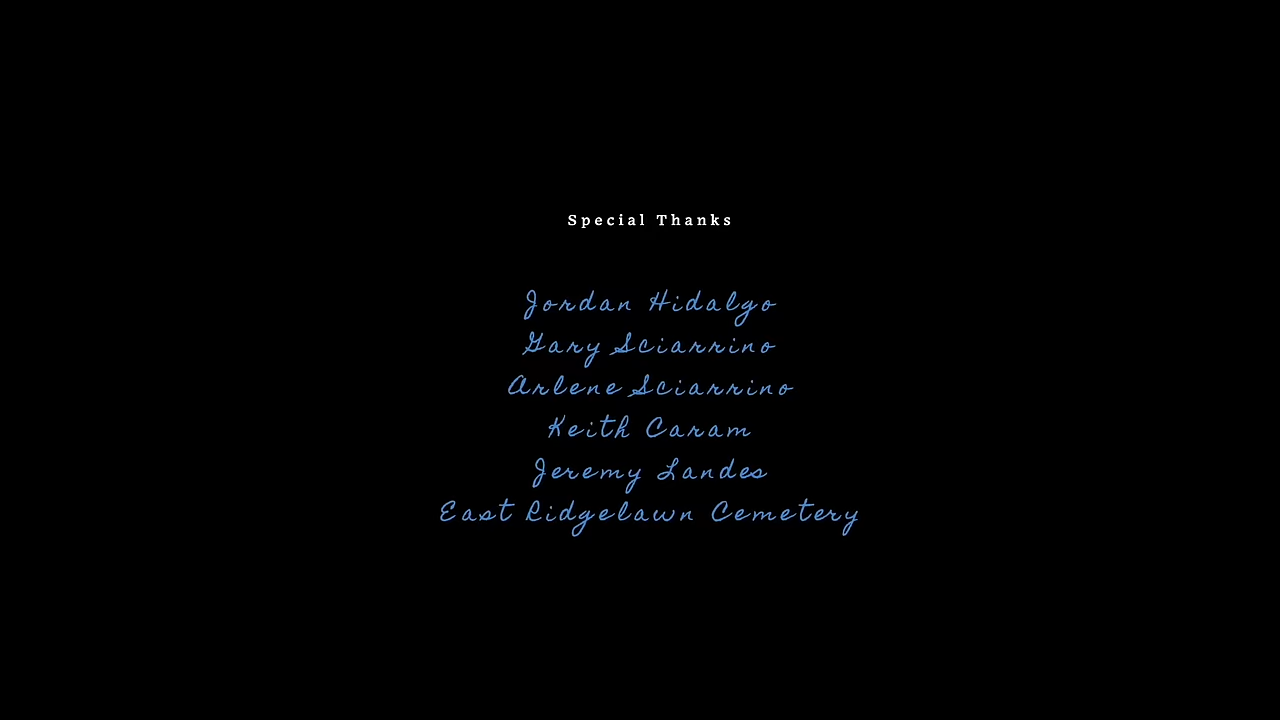 Special Thanks
Jordan Hidalgo
Gary Sciarrino
Arlene Sciarrino
Keith Caram
Jeremy Landes
East Ridgelawn Cemetery